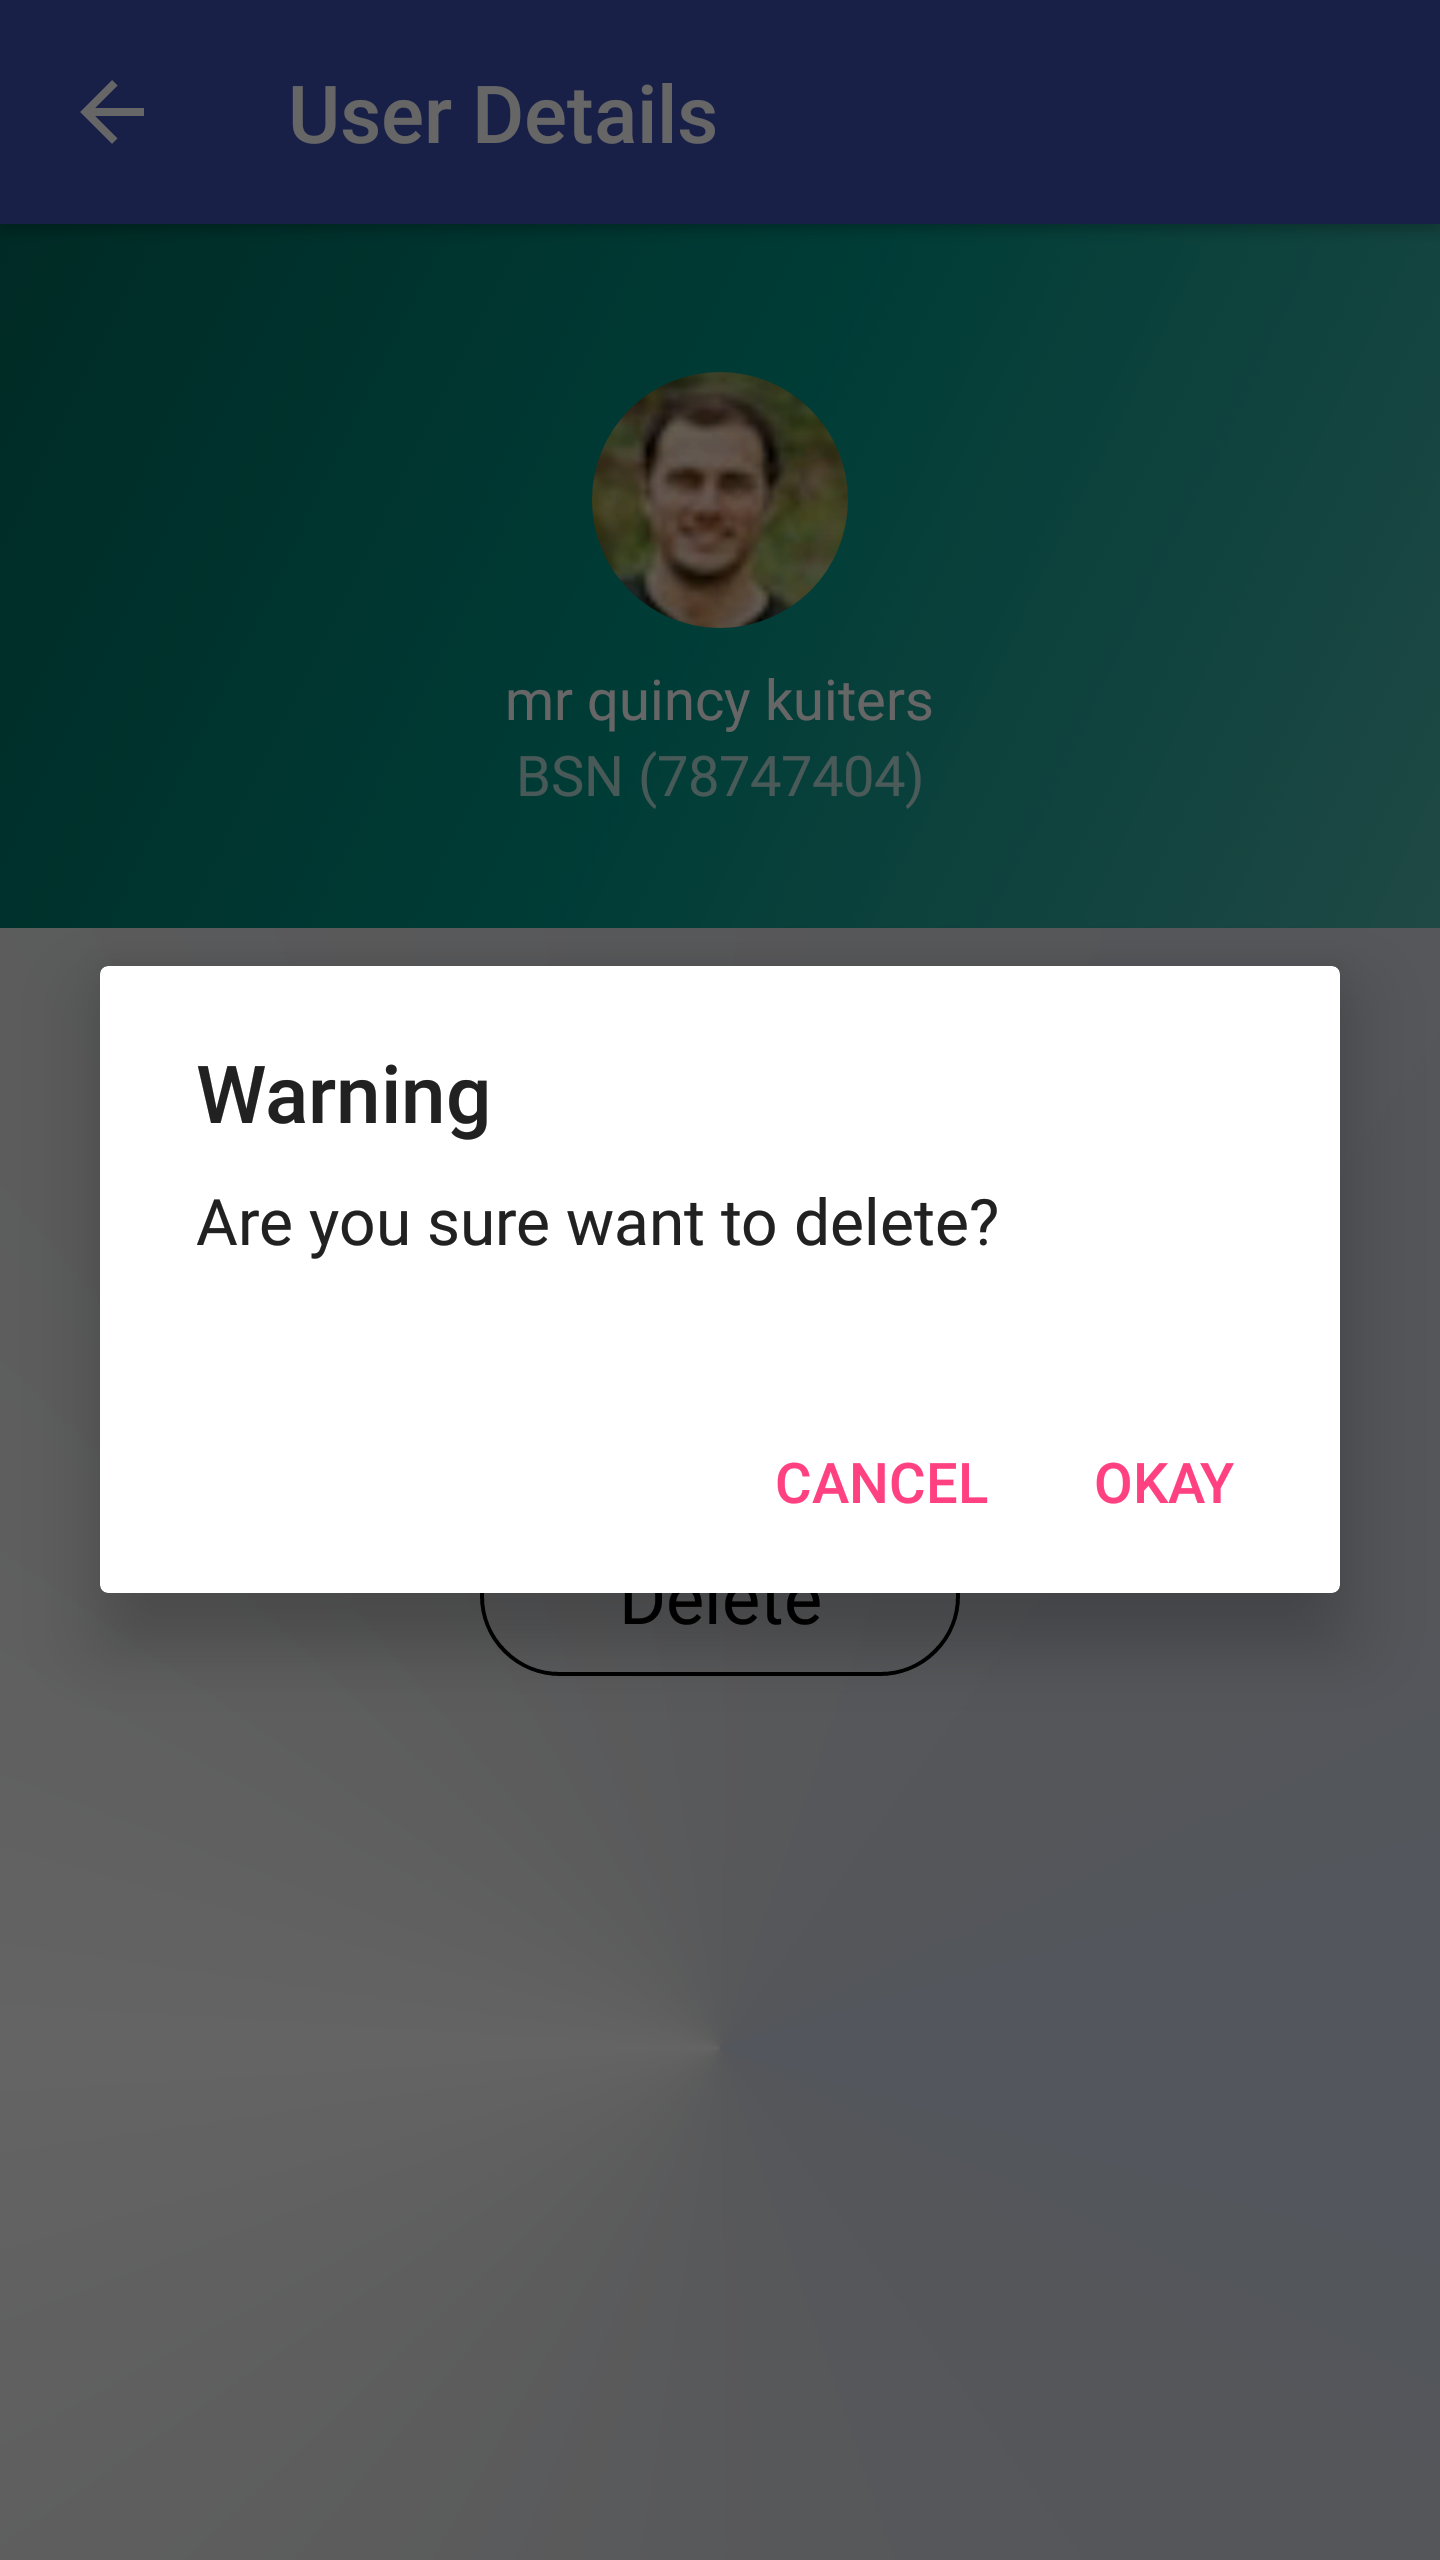 User Details
mr quincy kuiters
BSN (78747404)
Warning
Are you sure want to delete?
CANCEL OKAY
Delete